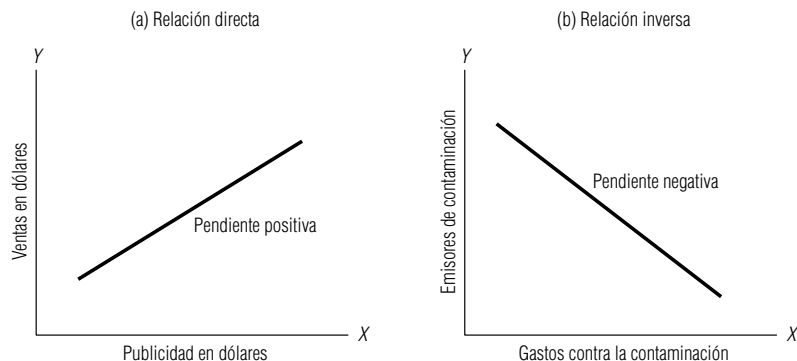 (a) Relación directa
Y
Ventas en dólares
Pendiente positiva
X
Publicidad en dólares
(b) Relación inversa
Y
Emisores de contaminación
Pendiente negativa
X
Gastos contra la contaminación